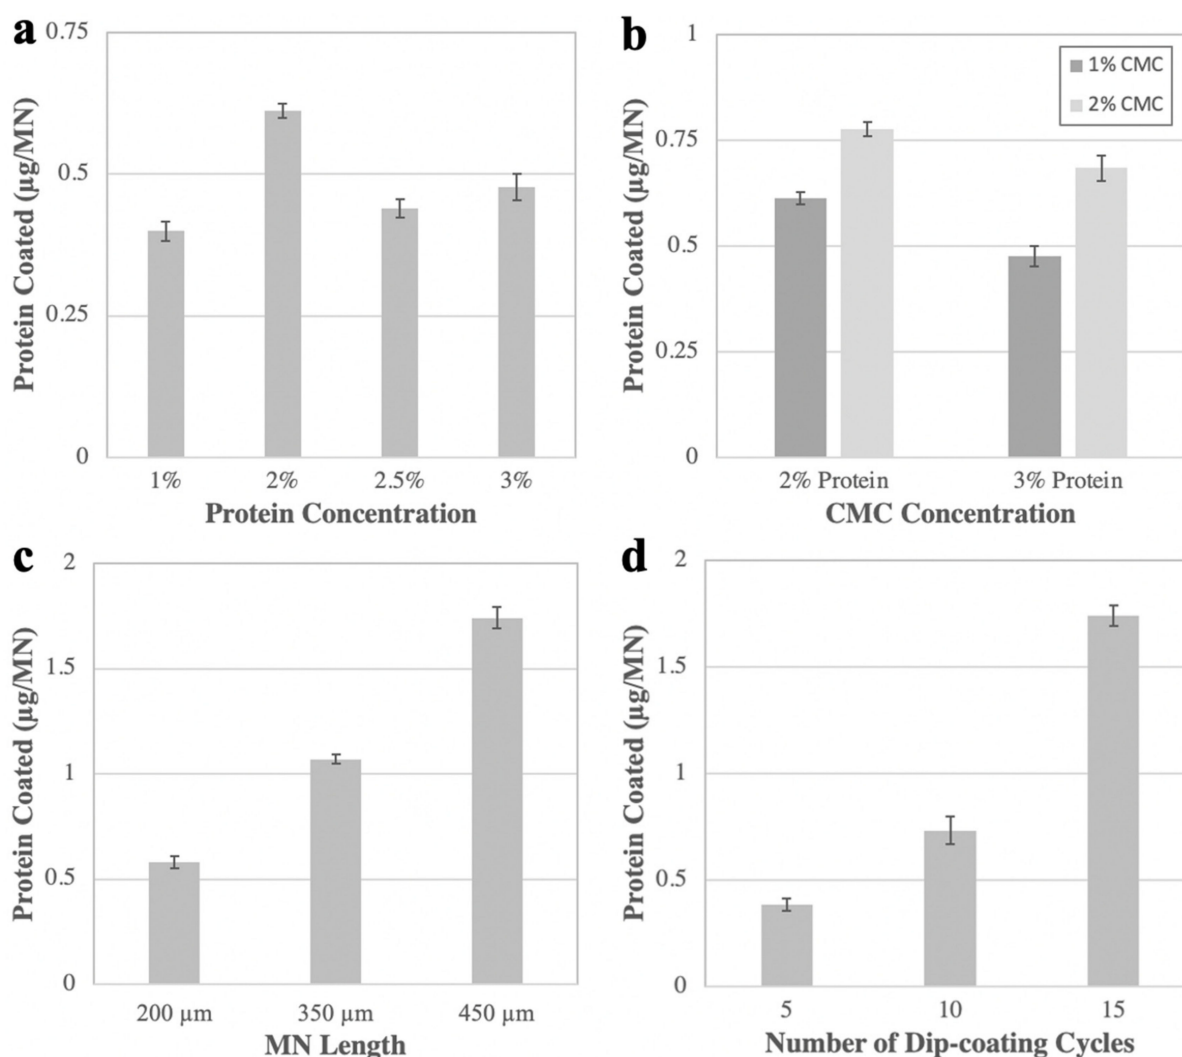 a
0.75
0.5
0.25
0
Protein Coated (µg/MN)
1% 2% 2.5% 3%
Protein Concentration
b
1
0.75
0.5
0.25
0
Protein Coated (µg/MN)
1% CMC
2% CMC
2% Protein 3% Protein
CMC Concentration
c
2
1.5
1
0.5
0
Protein Coated (µg/MN)
200 µm 350 µm 450 µm
MN Length
d
2
1.5
1
0.5
0
Protein Coated (µg/MN)
5 10 15
Number of Dip-coating Cycles